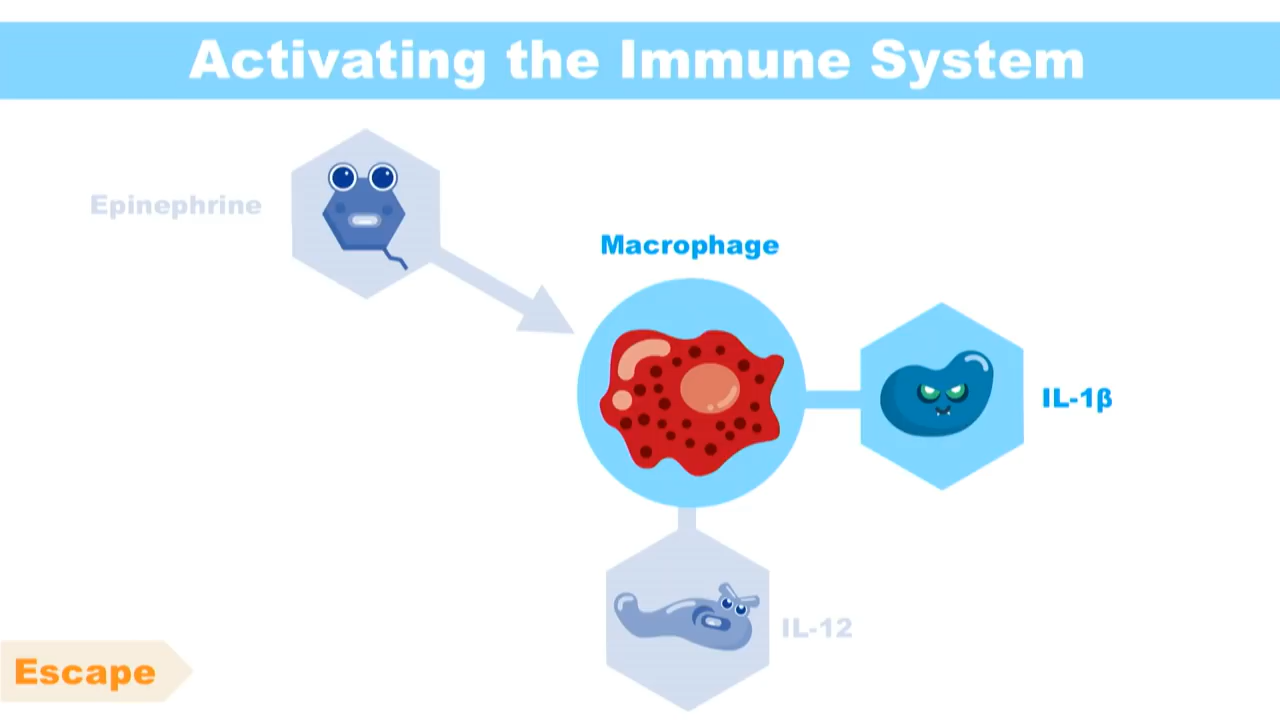 Activating the Immune System
Epinephrine
Macrophage
IL-1β
IL-12
Escape